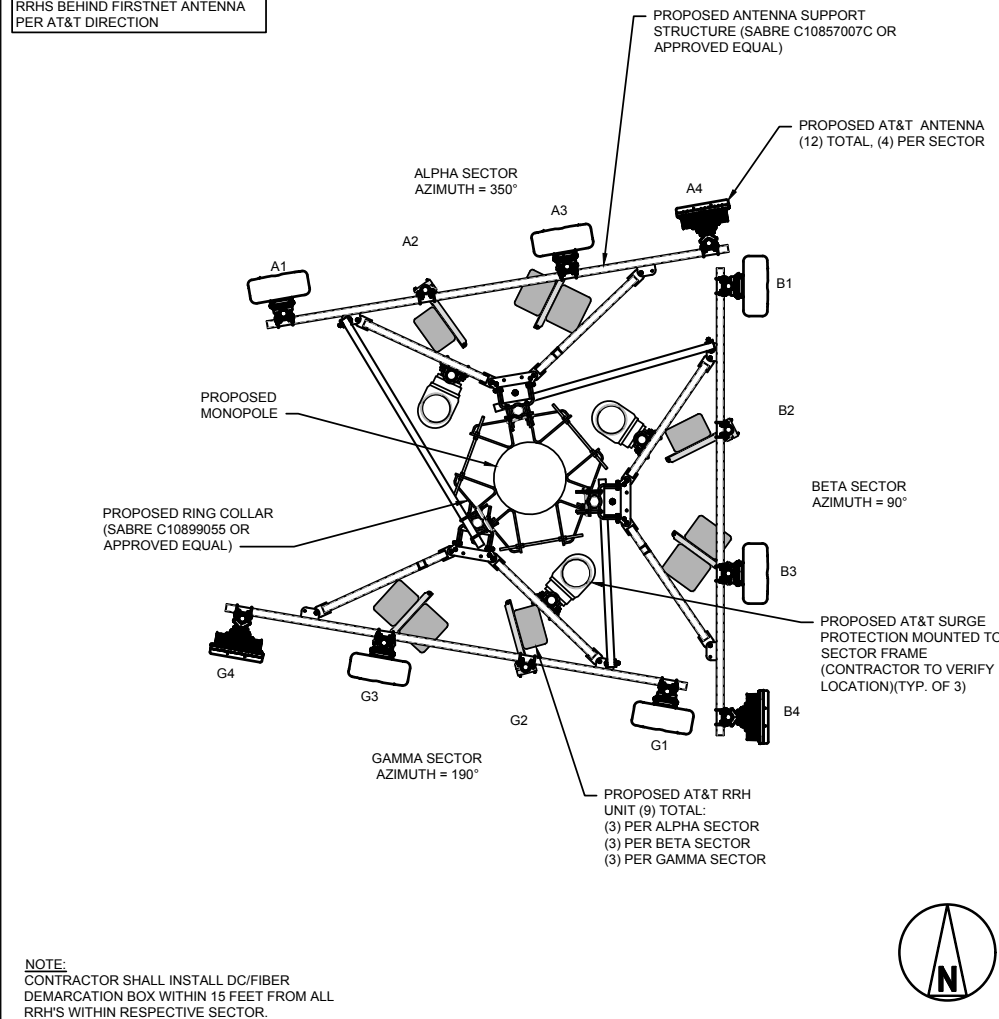 RRHS BEHIND FIRSTNET ANTENNA
PER AT&T DIRECTION
PROPOSED ANTENNA SUPPORT
STRUCTURE (SABRE C10857007C OR
APPROVED EQUAL)
PROPOSED AT&T ANTENNA
(12) TOTAL, (4) PER SECTOR
ALPHA SECTOR
AZIMUTH = 350°
A4
A3
A2
A1
B1
PROPOSED
MONOPOLE
B2
BETA SECTOR
AZIMUTH = 90°
PROPOSED RING COLLAR
(SABRE C10899055 OR
APPROVED EQUAL)
B3
PROPOSED AT&T SURGE
PROTECTION MOUNTED TO
SECTOR FRAME
(CONTRACTOR TO VERIFY
LOCATION)(TYP. OF 3)
G4
G3
G2
G1
B4
GAMMA SECTOR
AZIMUTH = 190°
PROPOSED AT&T RRH
UNIT (9) TOTAL:
(3) PER ALPHA SECTOR
(3) PER BETA SECTOR
(3) PER GAMMA SECTOR
NOTE:
CONTRACTOR SHALL INSTALL DC/FIBER
DEMARCATION BOX WITHIN 15 FEET FROM ALL
RRH'S WITHIN RESPECTIVE SECTOR.
N